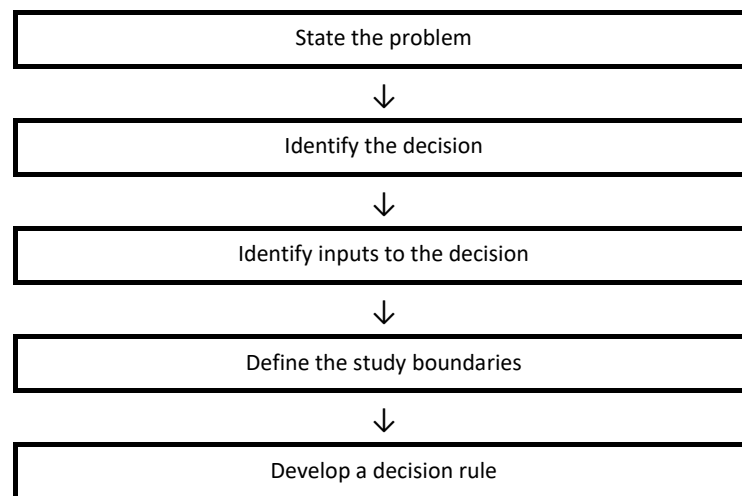 State the problem
↓
Identify the decision
↓
Identify inputs to the decision
↓
Define the study boundaries
↓
Develop a decision rule